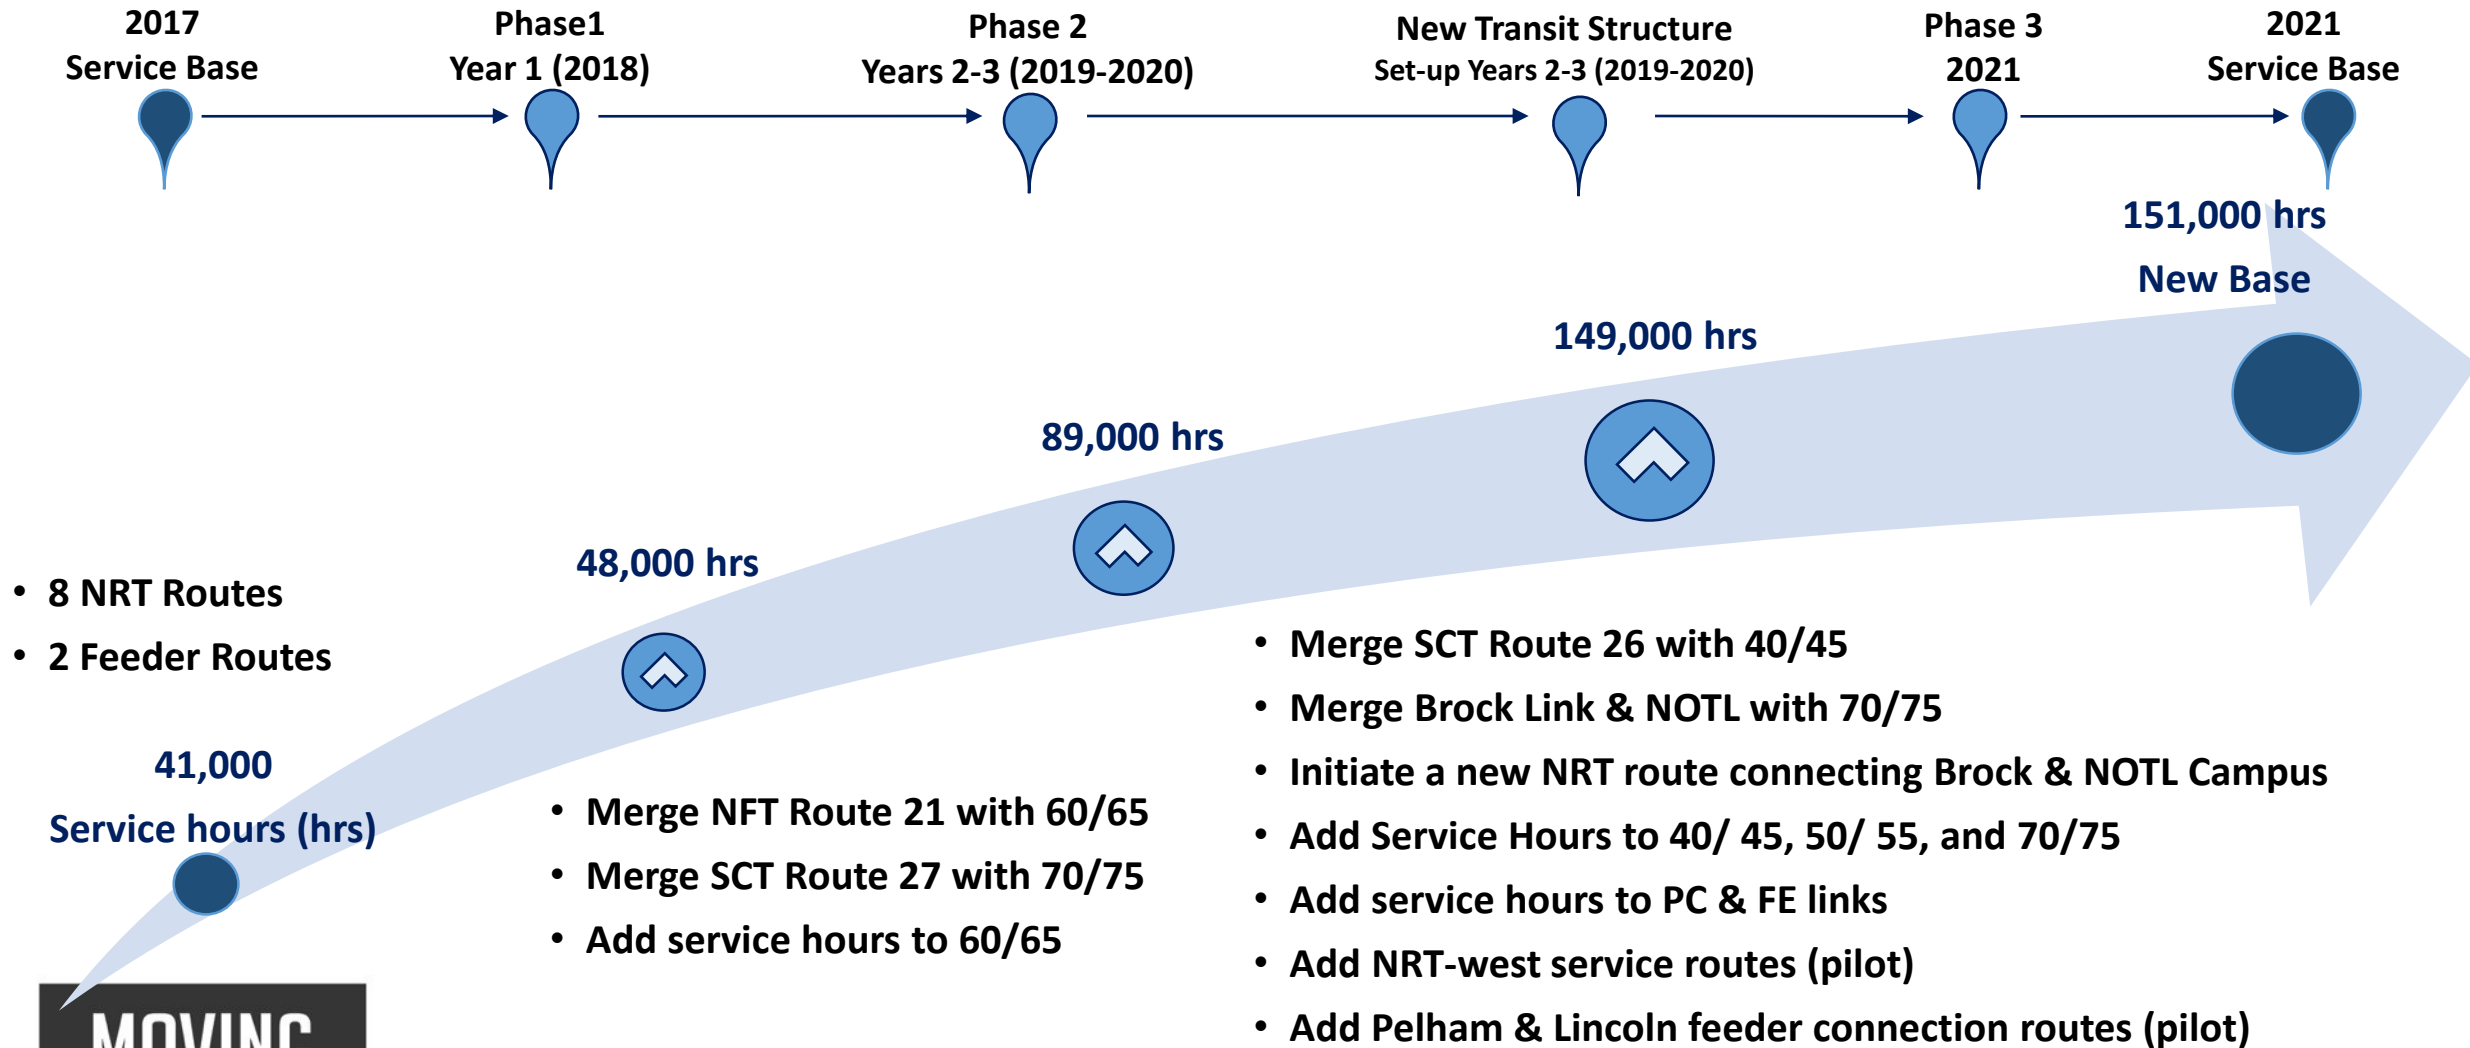 2017
Service Base
Phase1
Year 1 (2018)
Phase 2
Years 2-3 (2019-2020)
New Transit Structure
Set-up Years 2-3 (2019-2020)
Phase 3
2021
2021
Service Base
151,000 hrs
New Base
149,000 hrs
89,000 hrs
48,000 hrs
• 8 NRT Routes
• 2 Feeder Routes
41,000
Service hours (hrs)
• Merge NFT Route 21 with 60/65
• Merge SCT Route 27 with 70/75
• Add service hours to 60/65
• Merge SCT Route 26 with 40/45
• Merge Brock Link & NOTL with 70/75
• Initiate a new NRT route connecting Brock & NOTL Campus
• Add Service Hours to 40/ 45, 50/ 55, and 70/75
• Add service hours to PC & FE links
• Add NRT-west service routes (pilot)
• Add Pelham & Lincoln feeder connection routes (pilot)
MOVING